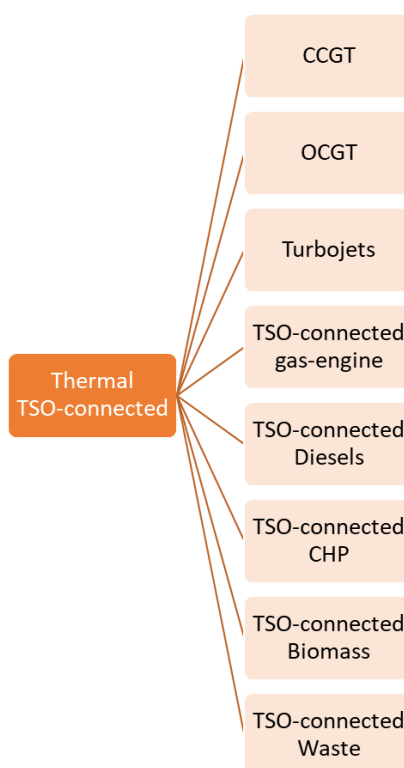 CCGT
OCGT
Turbojets
TSO-connected
gas-engine
Thermal
TSO-connected
TSO-connected
Diesels
TSO-connected
CHP
TSO-connected
Biomass
TSO-connected
Waste